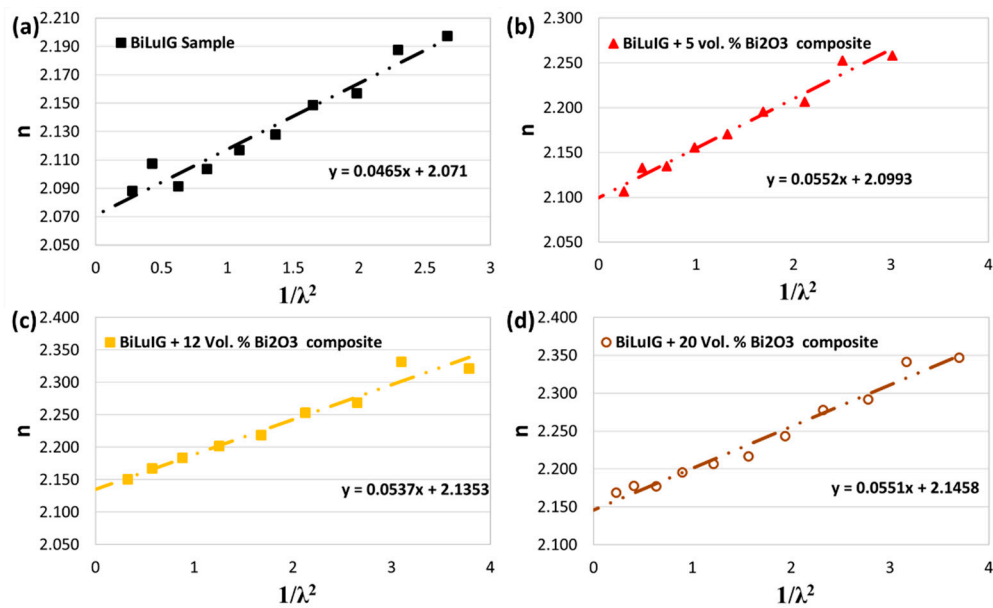 (a)
2.210
2.190
2.170
2.150
2.130
2.110
2.090
2.070
2.050
n
BiLuIG Sample
y = 0.0465x + 2.071
0 0.5 1 1.5 2 2.5 3
1/λ²
(b)
2.300
2.250
2.200
2.150
2.100
2.050
n
BiLuIG + 5 vol. % Bi2O3 composite
y = 0.0552x + 2.0993
0 1 2 3 4
1/λ²
(c)
2.400
2.350
2.300
2.250
2.200
2.150
2.100
2.050
n
BiLuIG + 12 Vol. % Bi2O3 composite
y = 0.0537x + 2.1353
0 1 2 3 4
1/λ²
(d)
2.400
2.350
2.300
2.250
2.200
2.150
2.100
n
BiLuIG + 20 Vol. % Bi2O3 composite
y = 0.0551x + 2.1458
0 1 2 3 4
1/λ²